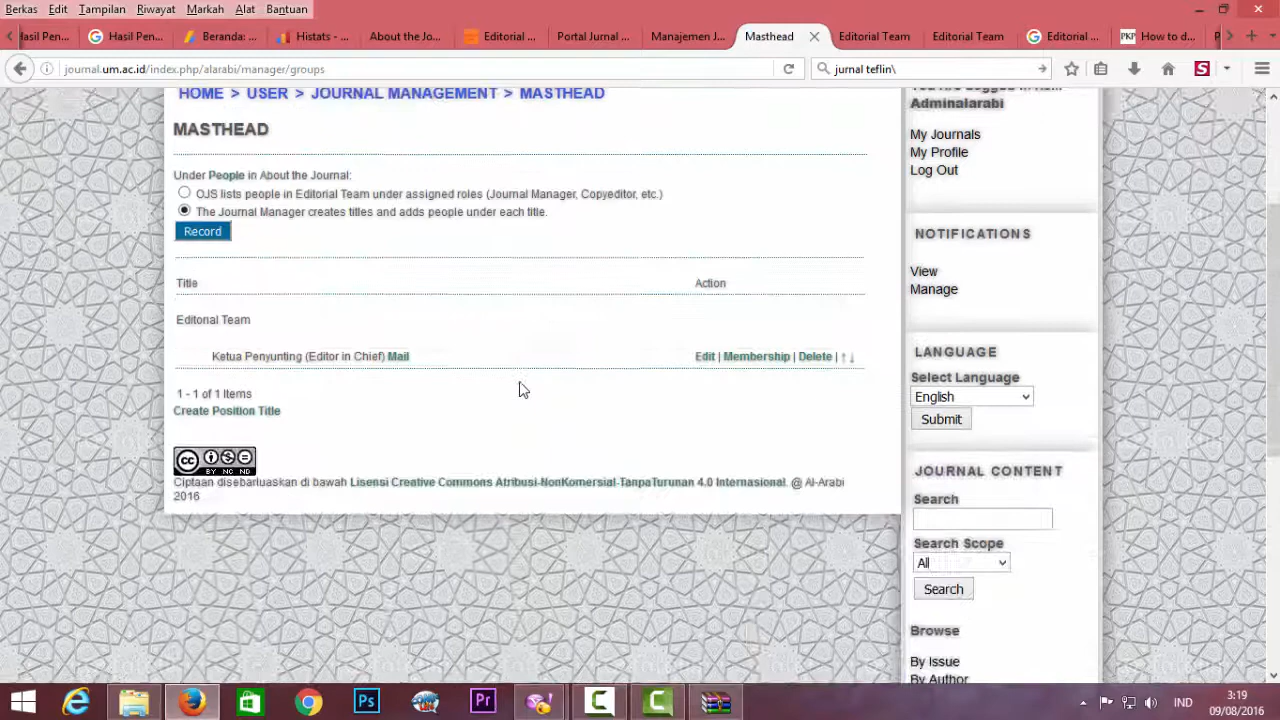 Berkas Edit Tampilan Riwayat Markah Alat Bantuan
Hasil Pen... Hasil Pen... Beranda: ... Histats - ... About the Jo... Editorial ... Portal Jurnal ... Manajemen J... Masthead Editorial Team Editorial Team Editorial ... PKP How to d...
journal.um.ac.id/index.php/alarabi/manager/groups
jurnal teflin\
HOME > USER > JOURNAL MANAGEMENT > MASTHEAD
MASTHEAD
Under People in About the Journal:
OJS lists people in Editorial Team under assigned roles (Journal Manager, Copyeditor, etc.)
The Journal Manager creates titles and adds people under each title.
Record
Title Action
Editorial Team
Ketua Penyunting (Editor in Chief) Mail Edit | Membership | Delete | ↑ ↓
1 - 1 of 1 Items
Create Position Title
cc BY NC ND
Ciptaan disebarluaskan di bawah Lisensi Creative Commons Atribusi-NonKomersial-TanpaTurunan 4.0 Internasional. @ Al-Arabi
2016
Adminalarabi
My Journals
My Profile
Log Out
NOTIFICATIONS
View
Manage
LANGUAGE
Select Language
English
Submit
JOURNAL CONTENT
Search
Search Scope
All
Search
Browse
By Issue
By Author
Ps Pr IND 3:19
09/08/2016